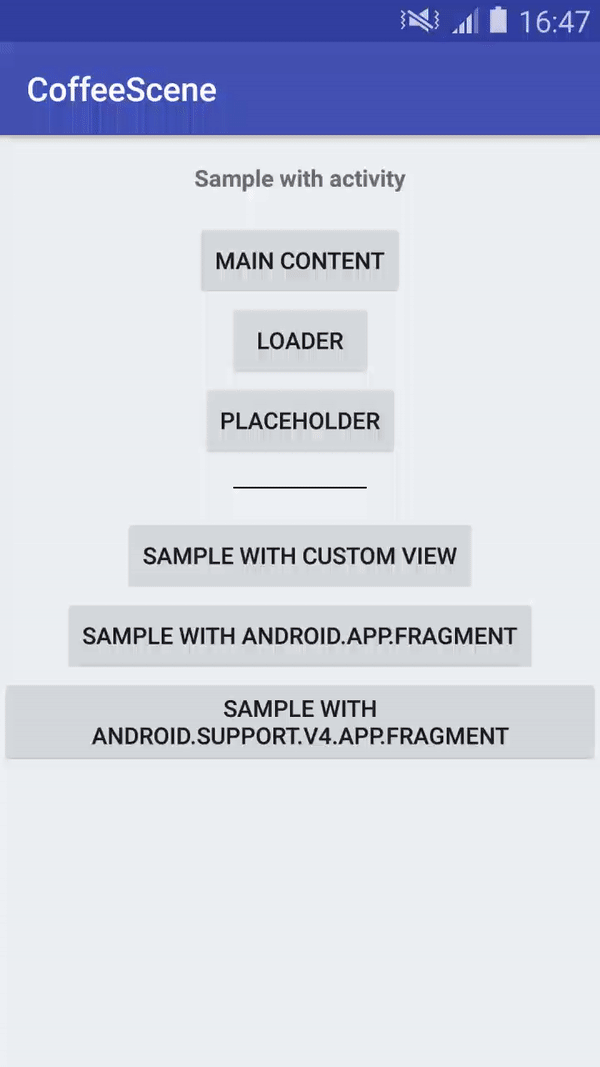 16:47
CoffeeScene
Sample with activity
MAIN CONTENT
LOADER
PLACEHOLDER
SAMPLE WITH CUSTOM VIEW
SAMPLE WITH ANDROID.APP.FRAGMENT
SAMPLE WITH
ANDROID.SUPPORT.V4.APP.FRAGMENT